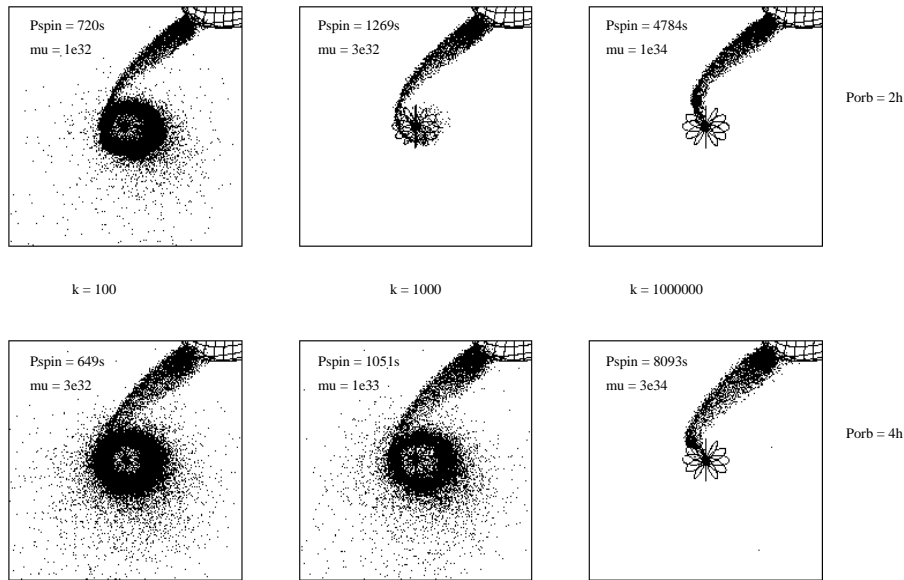 Pspin = 720s
mu = 1e32
Pspin = 1269s
mu = 3e32
Pspin = 4784s
mu = 1e34
Porb = 2h
k = 100
k = 1000
k = 1000000
Pspin = 649s
mu = 3e32
Pspin = 1051s
mu = 1e33
Pspin = 8093s
mu = 3e34
Porb = 4h